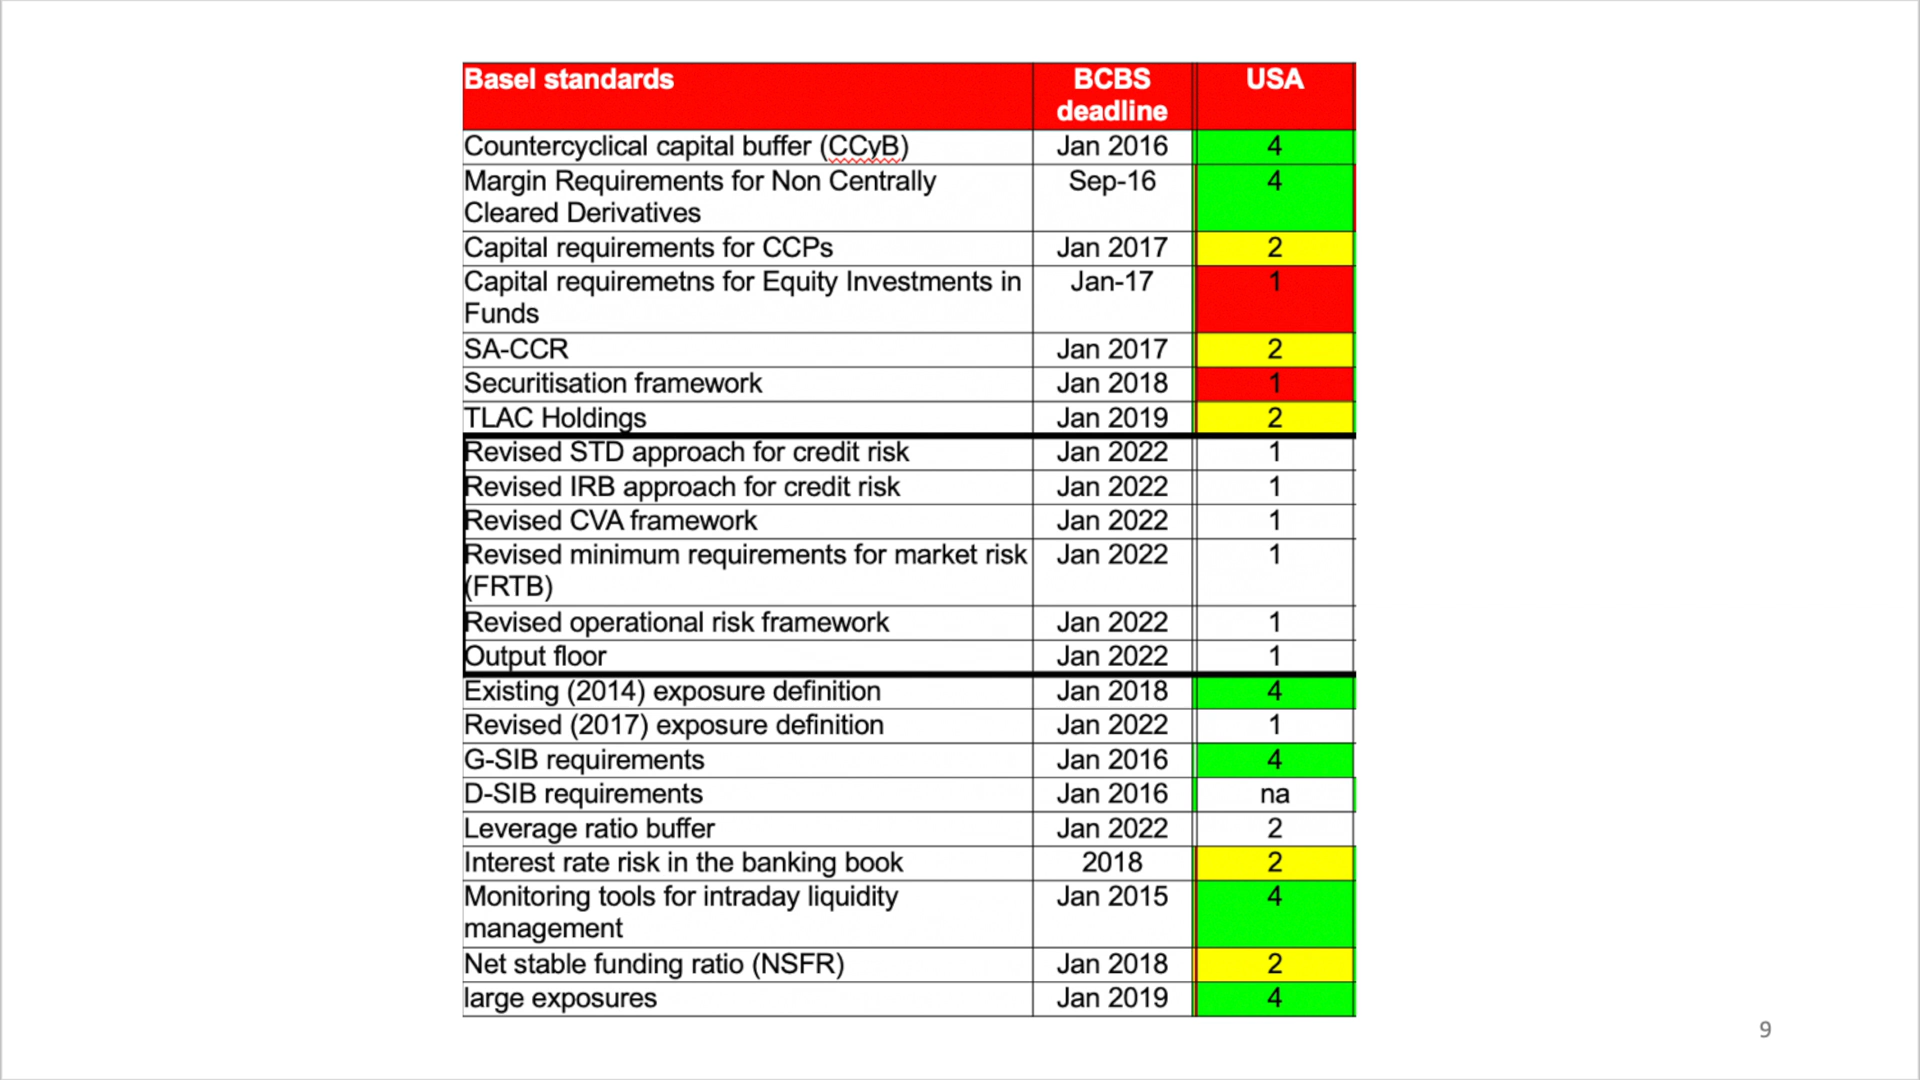 Basel standards BCBS USA
deadline
Countercyclical capital buffer (CCyB) Jan 2016 4
Margin Requirements for Non Centrally Sep-16 4
Cleared Derivatives
Capital requirements for CCPs Jan 2017 2
Capital requiremetns for Equity Investments in Jan-17 1
Funds
SA-CCR Jan 2017 2
Securitisation framework Jan 2018 1
TLAC Holdings Jan 2019 2
Revised STD approach for credit risk Jan 2022 1
Revised IRB approach for credit risk Jan 2022 1
Revised CVA framework Jan 2022 1
Revised minimum requirements for market risk Jan 2022 1
(FRTB)
Revised operational risk framework Jan 2022 1
Output floor Jan 2022 1
Existing (2014) exposure definition Jan 2018 4
Revised (2017) exposure definition Jan 2022 1
G-SIB requirements Jan 2016 4
D-SIB requirements Jan 2016 na
Leverage ratio buffer Jan 2022 2
Interest rate risk in the banking book 2018 2
Monitoring tools for intraday liquidity Jan 2015 4
management
Net stable funding ratio (NSFR) Jan 2018 2
large exposures Jan 2019 4
9